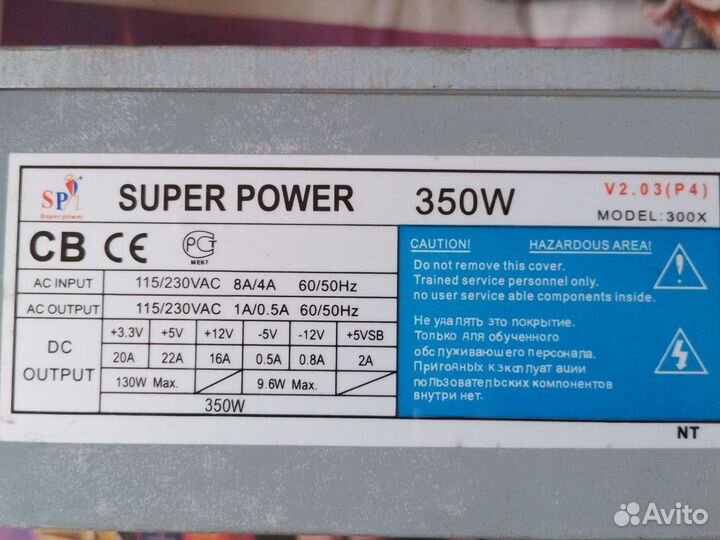 SP
Super power
SUPER POWER 350W
V2.03(P4)
MODEL:300X
CB CE
РСТ
ME67
AC INPUT 115/230VAC 8A/4A 60/50Hz
AC OUTPUT 115/230VAC 1A/0.5A 60/50Hz
DC OUTPUT
+3.3V +5V +12V -5V -12V +5VSB
20A 22A 16A 0.5A 0.8A 2A
130W Max. 9.6W Max.
350W
CAUTION! HAZARDOUS AREA!
Do not remove this cover.
Trained service personnel only.
no user service able components inside.
Не удалять это покрытие.
Только для обученного
обслуживающего персонала.
Пригодных к эксплуатации
пользовательских компонентов
внутри нет.
NT
Avito